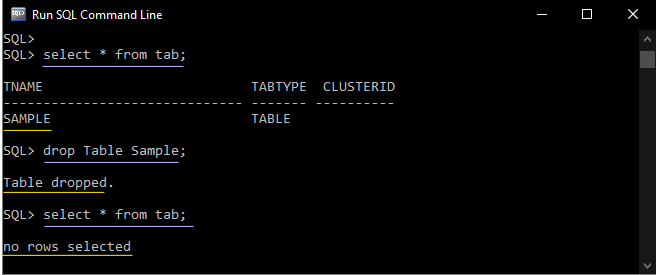 Run SQL Command Line
SQL>
SQL> select * from tab;
TNAME                          TABTYPE  CLUSTERID
------------------------------ ------- ----------
SAMPLE                         TABLE
SQL> drop Table Sample;
Table dropped.
SQL> select * from tab;
no rows selected